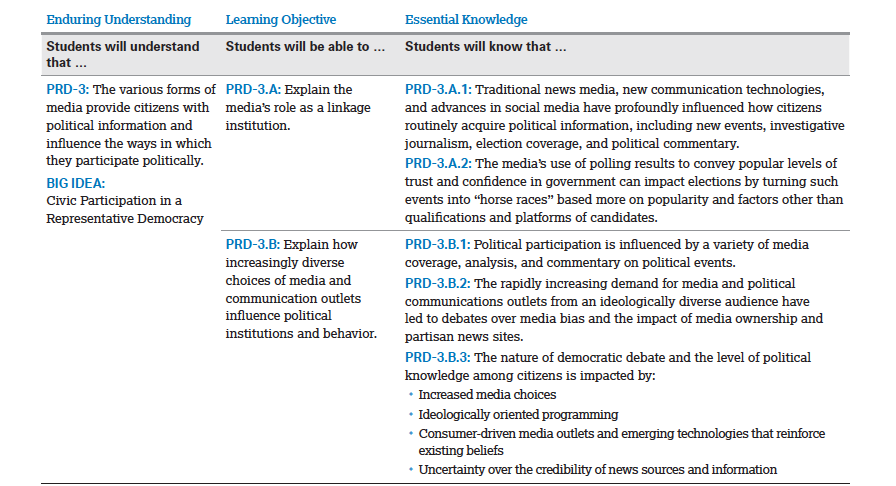 Enduring Understanding
Learning Objective
Essential Knowledge
Students will understand
that ...
Students will be able to ...
Students will know that ...
PRD-3: The various forms of
media provide citizens with
political information and
influence the ways in which
they participate politically.
BIG IDEA:
Civic Participation in a
Representative Democracy
PRD-3.A: Explain the
media's role as a linkage
institution.
PRD-3.A.1: Traditional news media, new communication technologies,
and advances in social media have profoundly influenced how citizens
routinely acquire political information, including new events, investigative
journalism, election coverage, and political commentary.
PRD-3.A.2: The media's use of polling results to convey popular levels of
trust and confidence in government can impact elections by turning such
events into “horse races” based more on popularity and factors other than
qualifications and platforms of candidates.
PRD-3.B: Explain how
increasingly diverse
choices of media and
communication outlets
influence political
institutions and behavior.
PRD-3.B.1: Political participation is influenced by a variety of media
coverage, analysis, and commentary on political events.
PRD-3.B.2: The rapidly increasing demand for media and political
communications outlets from an ideologically diverse audience have
led to debates over media bias and the impact of media ownership and
partisan news sites.
PRD-3.B.3: The nature of democratic debate and the level of political
knowledge among citizens is impacted by:
• Increased media choices
• Ideologically oriented programming
• Consumer-driven media outlets and emerging technologies that reinforce
existing beliefs
• Uncertainty over the credibility of news sources and information